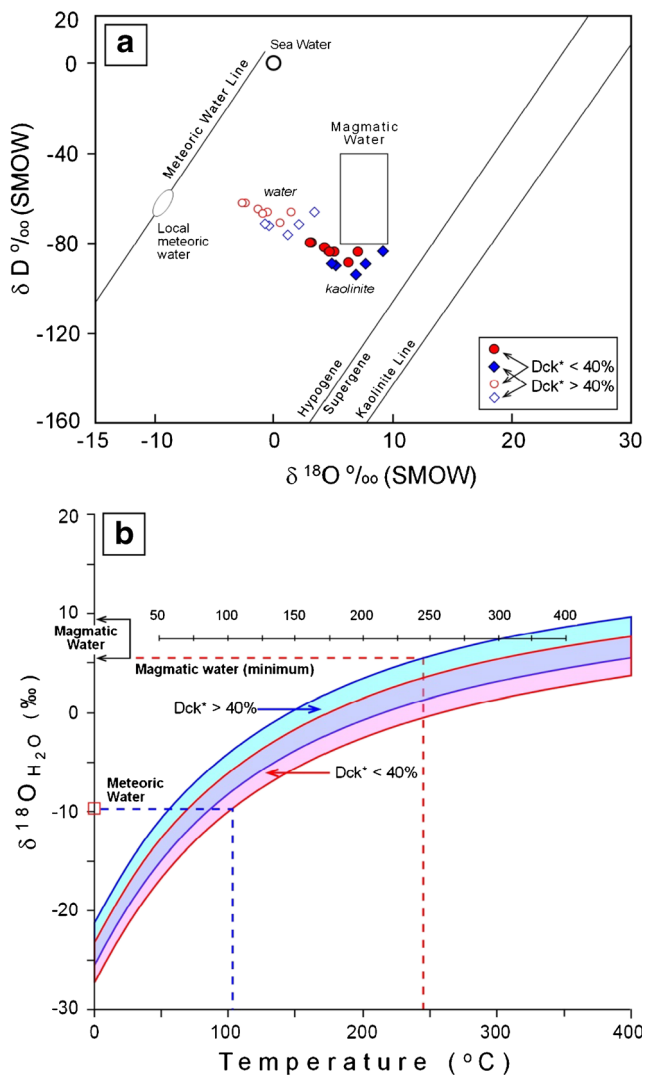 a
20
0
-40
-80
-120
-160
δ D ‰ (SMOW)
Sea Water
Meteoric Water Line
Magmatic
Water
water
Local
meteoric
water
kaolinite
Hypogene
Supergene
Kaolinite Line
Dck* < 40%
Dck* > 40%
-15 -10 0 10 20 30
δ 18O ‰ (SMOW)
b
20
10
0
-10
-20
-30
δ 18O H2O (‰)
50 100 150 200 250 300 350 400
Magmatic
Water
Magmatic water (minimum)
Dck* > 40%
Dck* < 40%
Meteoric
Water
0 100 200 300 400
Temperature (°C)